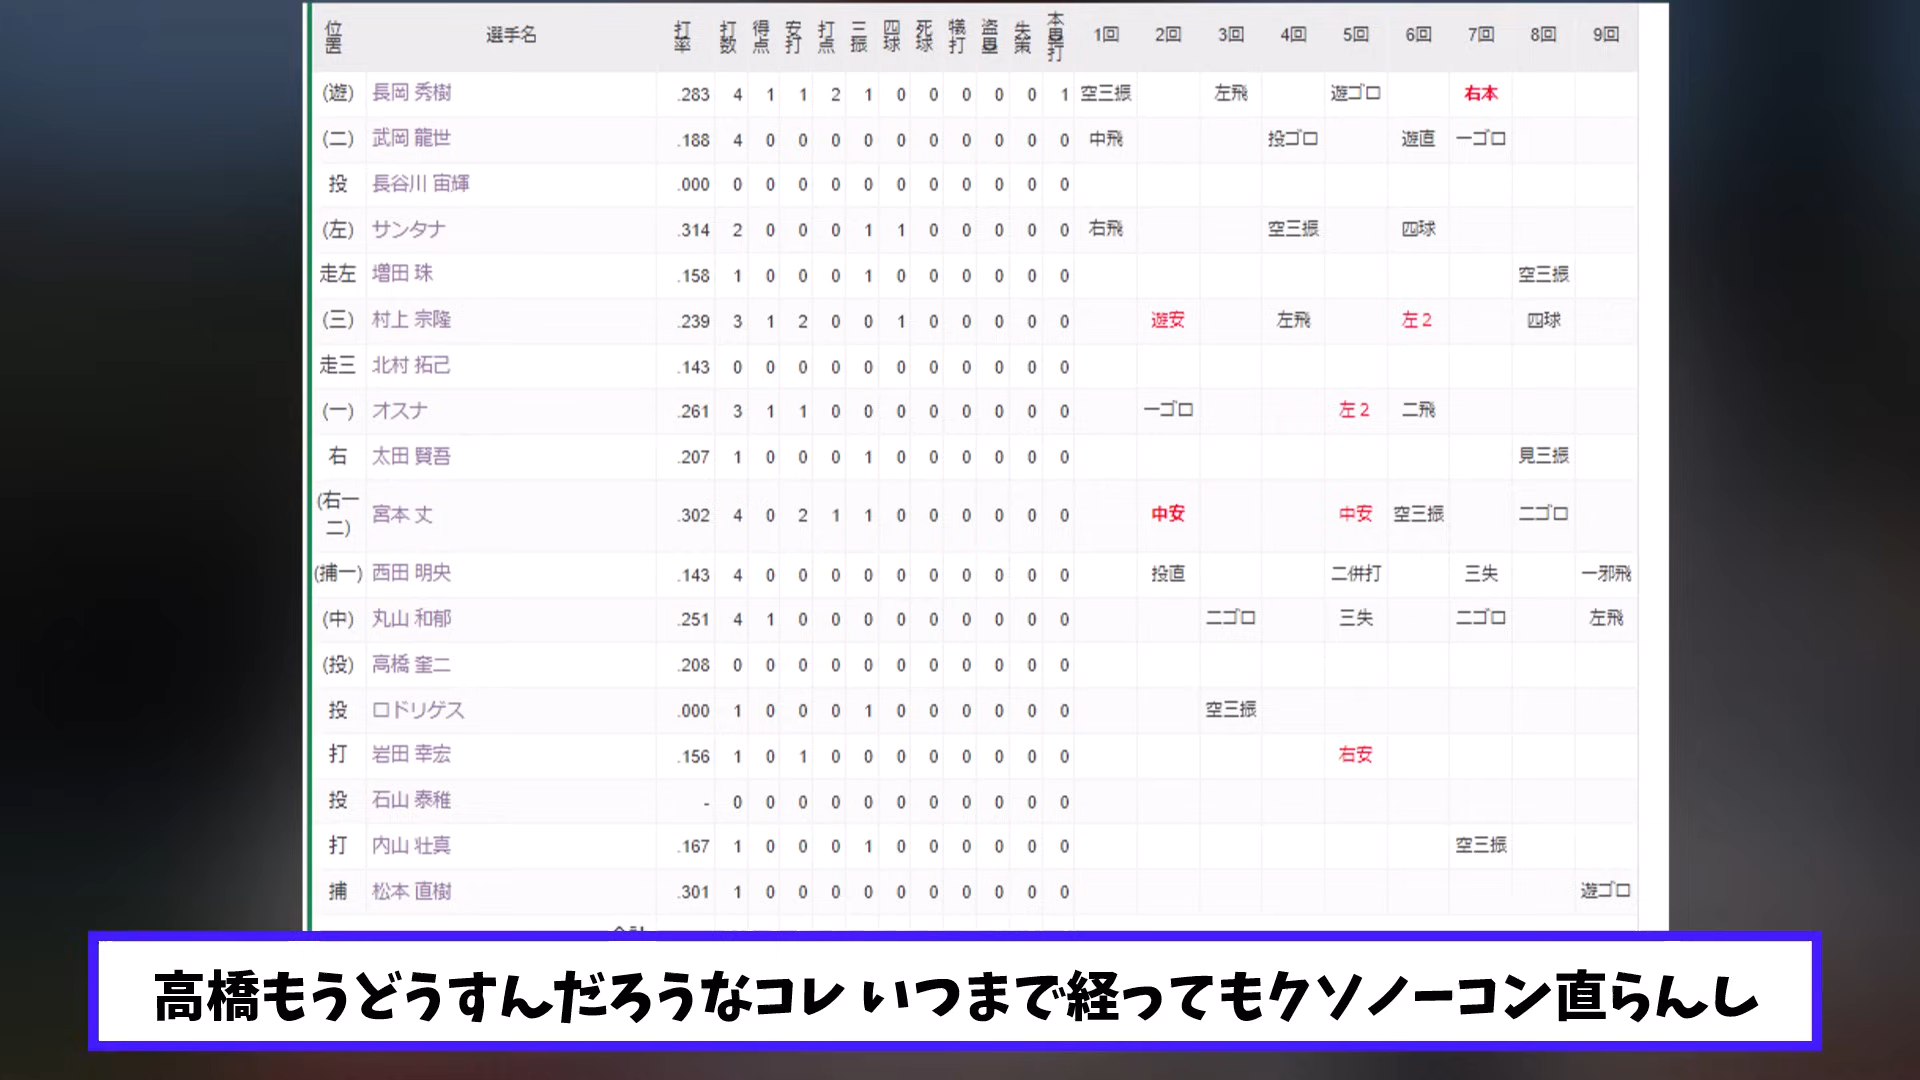 位置 選手名 打率 打数 得点 安打 打点 三振 四球 死球 犠打 盗塁 失策 本塁打 1回 2回 3回 4回 5回 6回 7回 8回 9回
(遊) 長岡 秀樹 .283 4 1 1 2 1 0 0 0 0 0 1 空三振 左飛 遊ゴロ 右本
(二) 武岡 龍世 .188 4 0 0 0 0 0 0 0 0 0 0 中飛 投ゴロ 遊直 一ゴロ
投 長谷川 宙輝 .000 0 0 0 0 0 0 0 0 0 0 0
(左) サンタナ .314 2 0 0 0 1 1 0 0 0 0 0 右飛 空三振 四球
走左 増田 珠 .158 1 0 0 0 1 0 0 0 0 0 0 空三振
(三) 村上 宗隆 .239 3 1 2 0 0 1 0 0 0 0 0 遊安 左飛 左2 四球
走三 北村 拓己 .143 0 0 0 0 0 0 0 0 0 0 0
(一) オスナ .261 3 1 1 0 0 0 0 0 0 0 0 一ゴロ 左2 二飛
右 太田 賢吾 .207 1 0 0 0 1 0 0 0 0 0 0 見三振
(右一二) 宮本 丈 .302 4 0 2 1 1 0 0 0 0 0 0 中安 中安 空三振 二ゴロ
(捕一) 西田 明央 .143 4 0 0 0 0 0 0 0 0 0 0 投直 二併打 三失 一邪飛
(中) 丸山 和郁 .251 4 1 0 0 0 0 0 0 0 0 0 二ゴロ 三失 二ゴロ 左飛
(投) 高橋 奎二 .208 0 0 0 0 0 0 0 0 0 0 0
投 ロドリゲス .000 1 0 0 0 1 0 0 0 0 0 0 空三振
打 岩田 幸宏 .156 1 0 1 0 0 0 0 0 0 0 0 右安
投 石山 泰稚 - 0 0 0 0 0 0 0 0 0 0 0
打 内山 壮真 .167 1 0 0 0 1 0 0 0 0 0 0 空三振
捕 松本 直樹 .301 1 0 0 0 0 0 0 0 0 0 0 遊ゴロ
高橋もうどうすんだろうなコレ いつまで経ってもクソノーコン直らんし